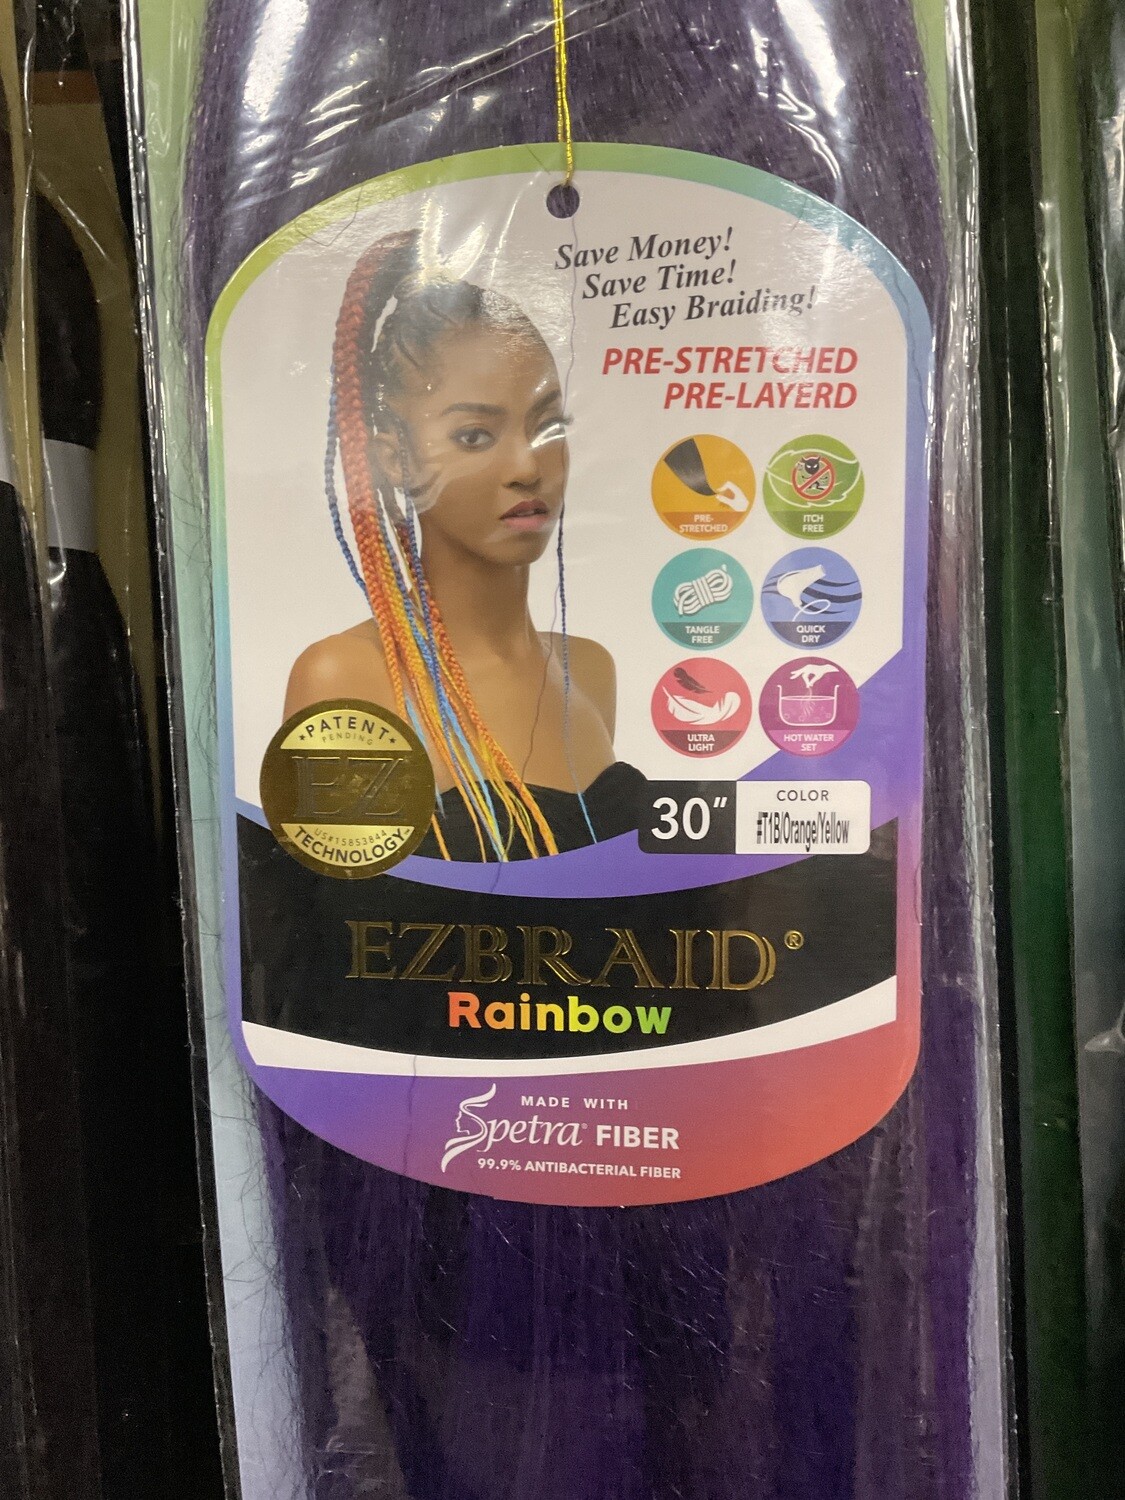 Save Money!
Save Time!
Easy Braiding!
PRE-STRETCHED
PRE-LAYERD
PRE-
STRETCHED
ITCH
FREE
TANGLE
FREE
QUICK
DRY
ULTRA
LIGHT
HOT WATER
SET
*PATENT*
PENDING
EZ
US#15853844
TECHNOLOGY
30"
COLOR
#T1B/Orange/Yellow
EZBRAID®
Rainbow
MADE WITH
Spetra® FIBER
99.9% ANTIBACTERIAL FIBER